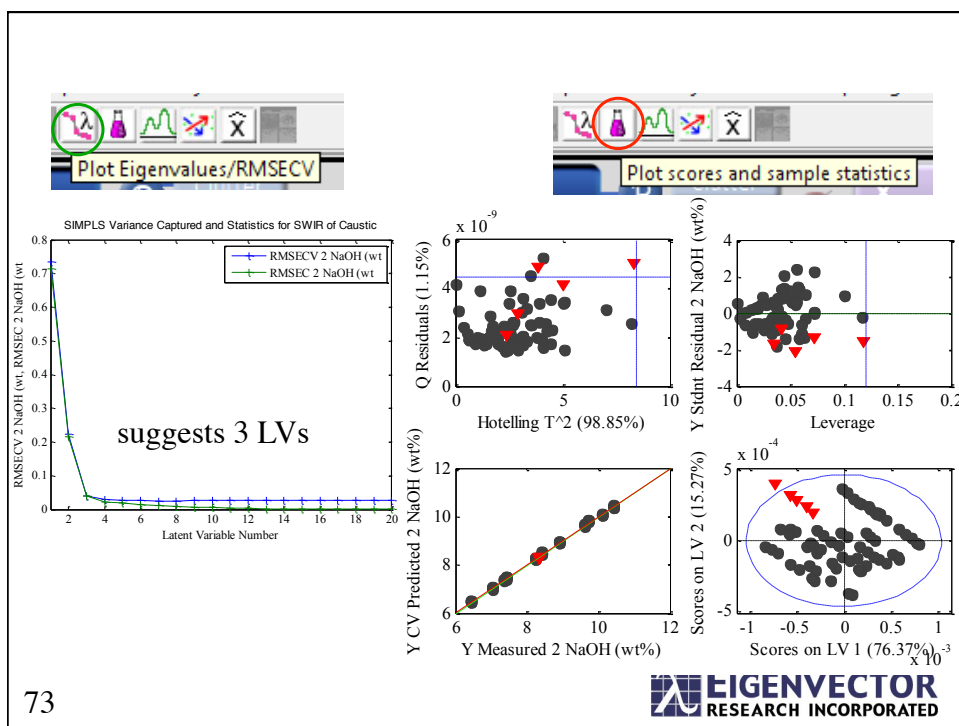 λ
x̂
Plot Eigenvalues/RMSECV
λ
x̂
Plot scores and sample statistics
SIMPLS Variance Captured and Statistics for SWIR of Caustic
RMSECV 2 NaOH (wt, RMSEC 2 NaOH (wt
0.8
0.7
0.6
0.5
0.4
0.3
0.2
0.1
0
RMSECV 2 NaOH (wt
RMSEC 2 NaOH (wt
suggests 3 LVs
2 4 6 8 10 12 14 16 18 20
Latent Variable Number
x 10 -9
Q Residuals (1.15%)
6
4
2
0
0 5 10
Hotelling T^2 (98.85%)
Y Stdnt Residual 2 NaOH (wt%)
4
2
0
-2
-4
0 0.05 0.1 0.15 0.2
Leverage
Y CV Predicted 2 NaOH (wt%)
12
10
8
6
6 8 10 12
Y Measured 2 NaOH (wt%)
x 10 -4
Scores on LV 2 (15.27%)
5
0
-5
-1 -0.5 0 0.5 1
Scores on LV 1 (76.37%)
x 10 -3
73
EIGENVECTOR
RESEARCH INCORPORATED